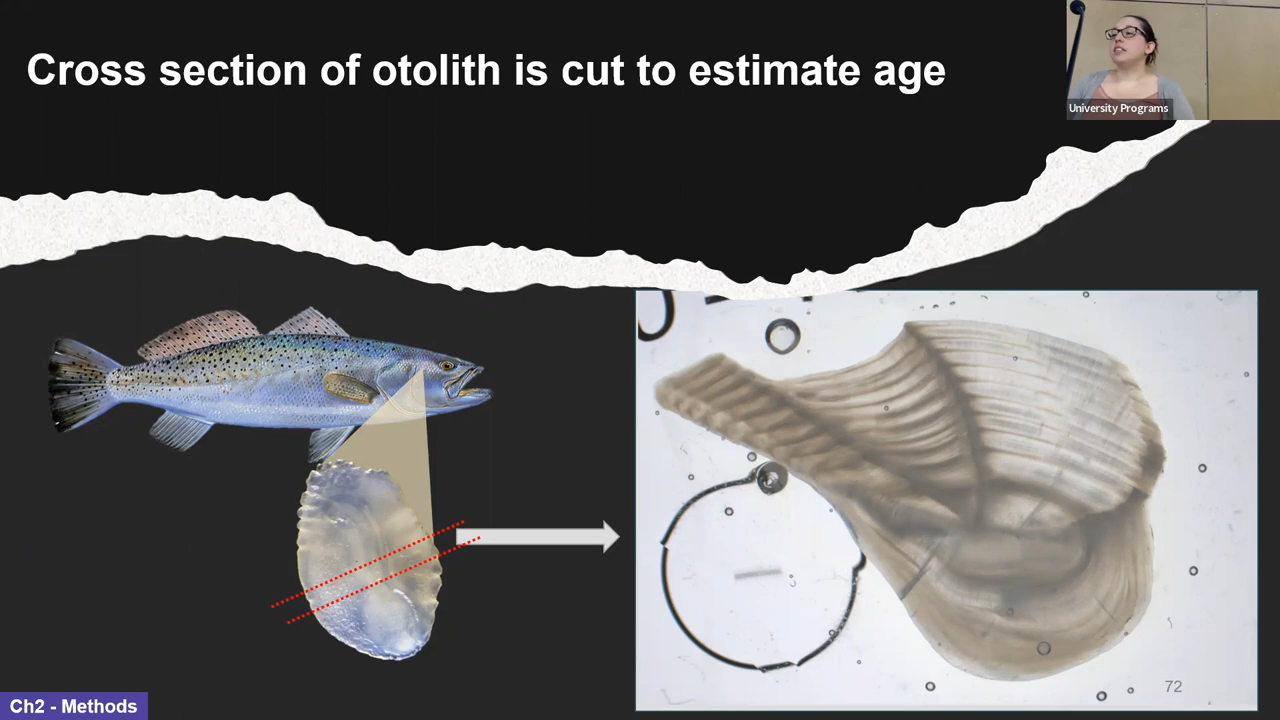 Cross section of otolith is cut to estimate age
University Programs
72
Ch2 - Methods